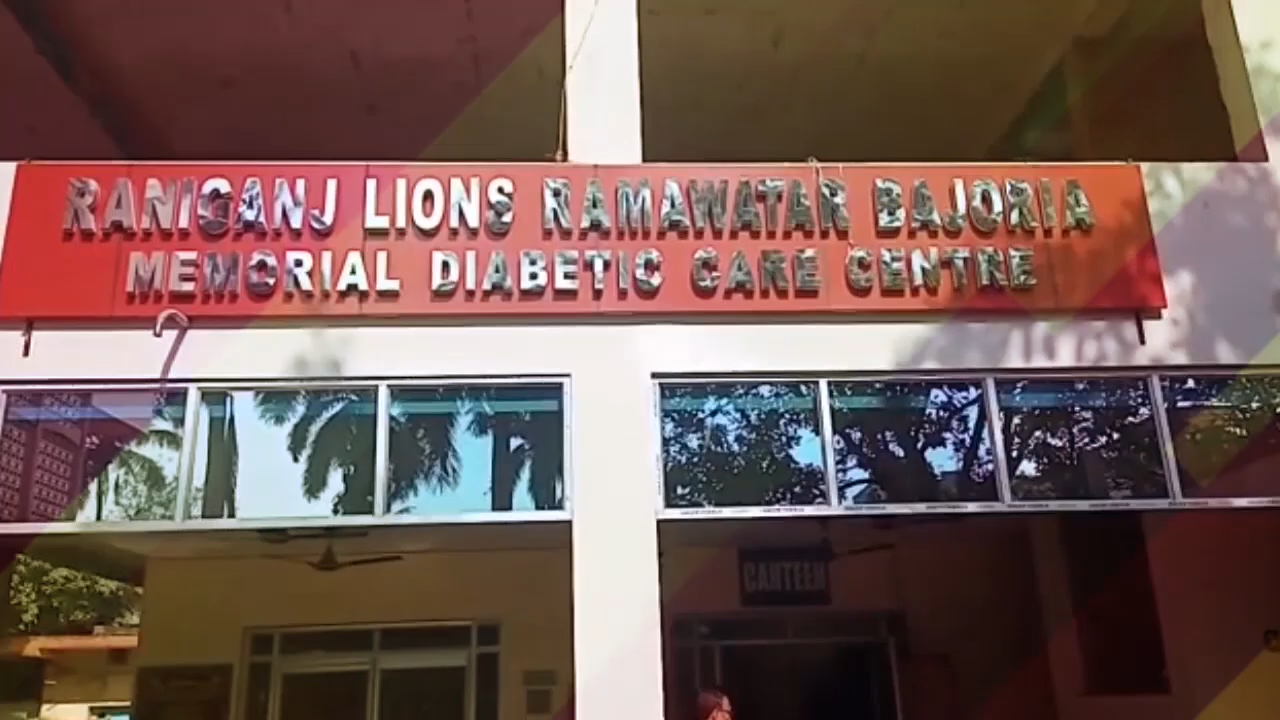 RANIGANJ LIONS RAMAWATAR BAJORIA
MEMORIAL DIABETIC CARE CENTRE
CANTEEN